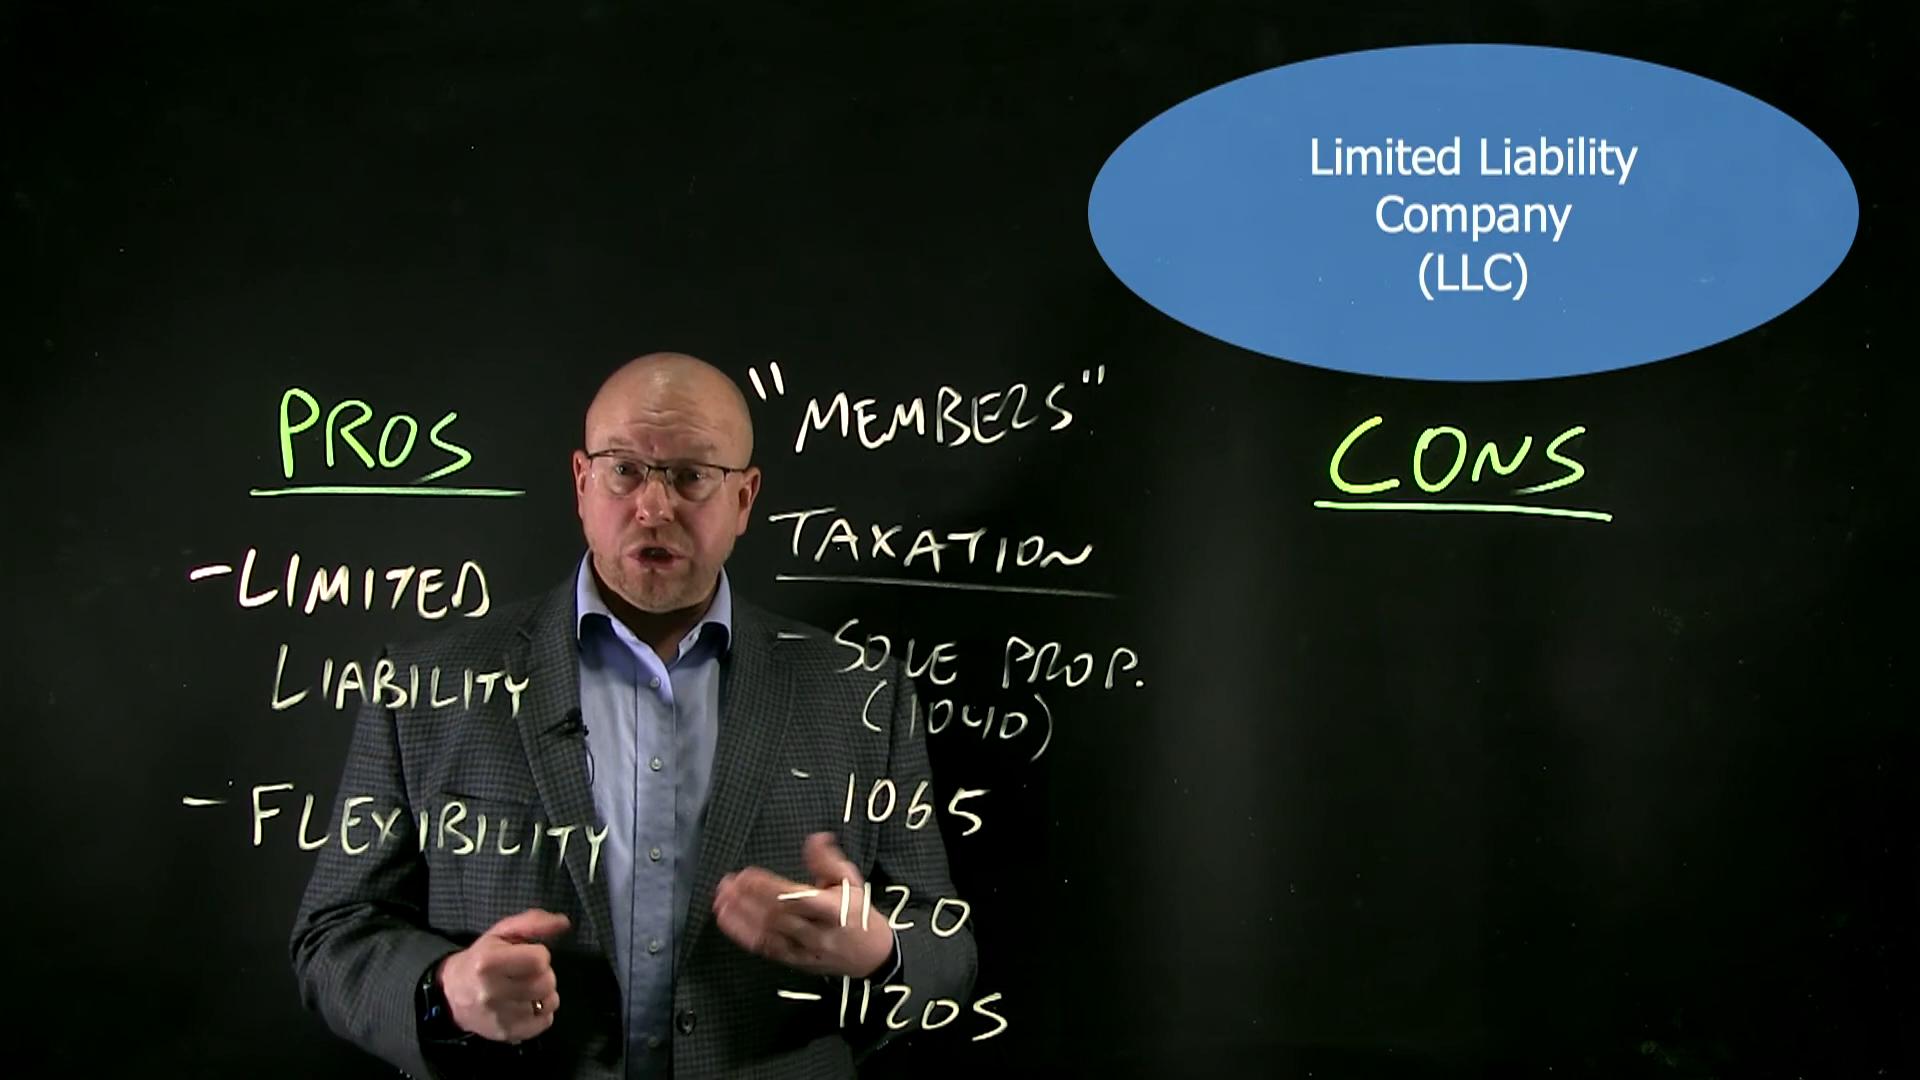 Limited Liability
Company
(LLC)
PROS
- LIMITED
LIABILITY
- FLEXIBILITY
"MEMBERS"
TAXATION
- SOLE PROP.
(1040)
- 1065
- 1120
- 1120S
CONS